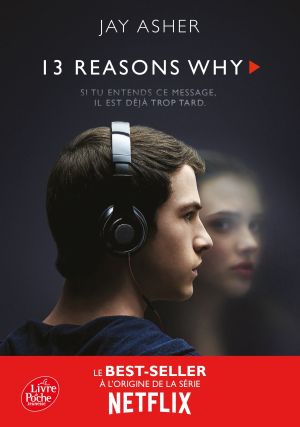 JAY ASHER
13 REASONS WHY
SI TU ENTENDS CE MESSAGE,
IL EST DÉJÀ TROP TARD.
LE BEST-SELLER
À L'ORIGINE DE LA SÉRIE
NETFLIX
Le Livre
de Poche
Jeunesse